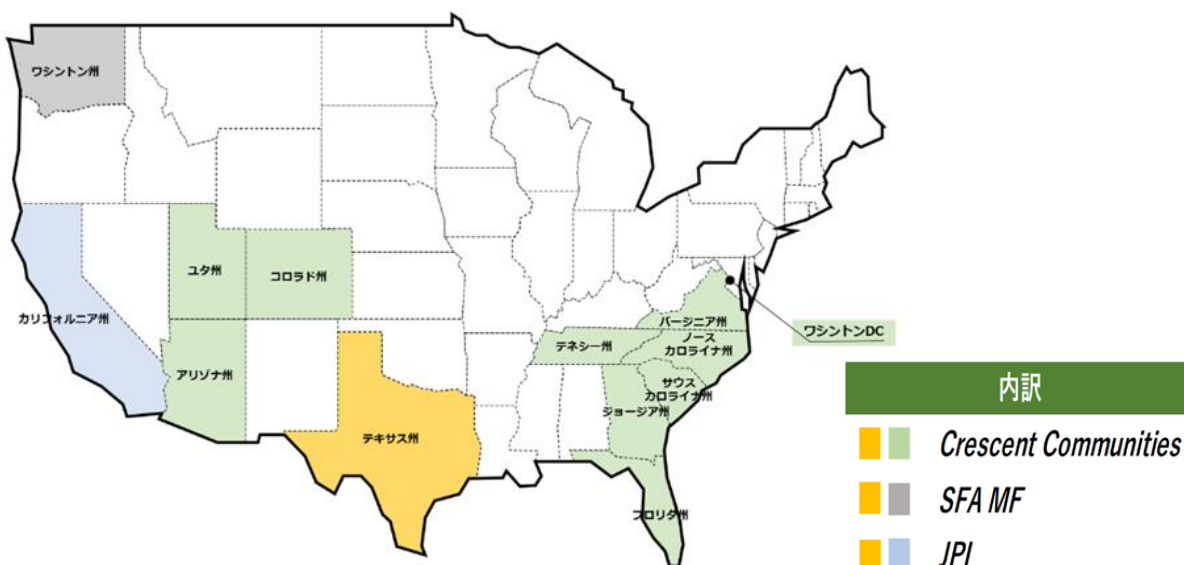 ワシントン州
ユタ州
コロラド州
カリフォルニア州
アリゾナ州
テキサス州
バージニア州
ワシントンDC
テネシー州
ノース
カロライナ州
サウス
カロライナ州
ジョージア州
フロリダ州
内訳
Crescent Communities
SFA MF
JPI